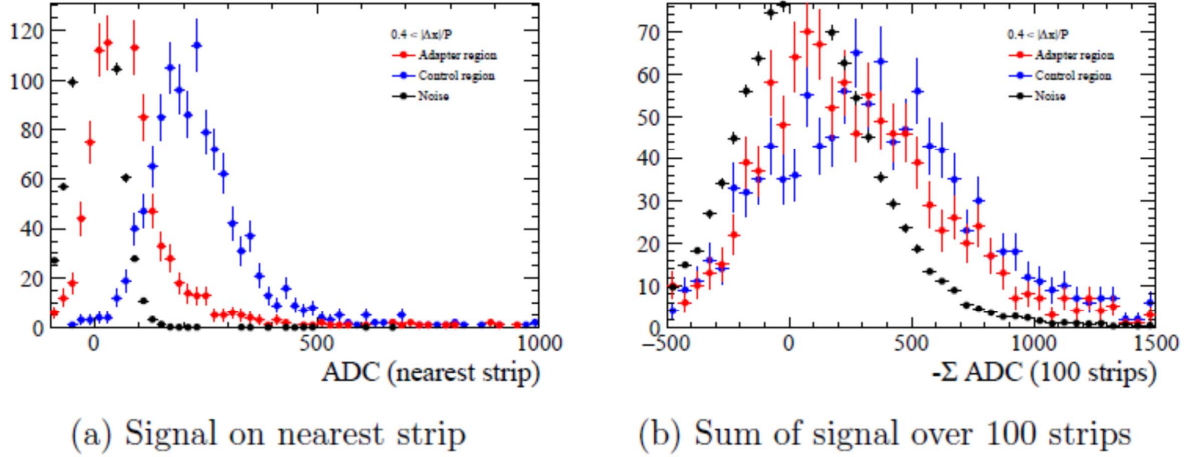 120
100
80
60
40
20
0
0
500
1000
ADC (nearest strip)
0.4 < |Δx|/P
Adapter region
Control region
Noise
(a) Signal on nearest strip
70
60
50
40
30
20
10
0
−500
0
500
1000
1500
-Σ ADC (100 strips)
0.4 < |Δx|/P
Adapter region
Control region
Noise
(b) Sum of signal over 100 strips